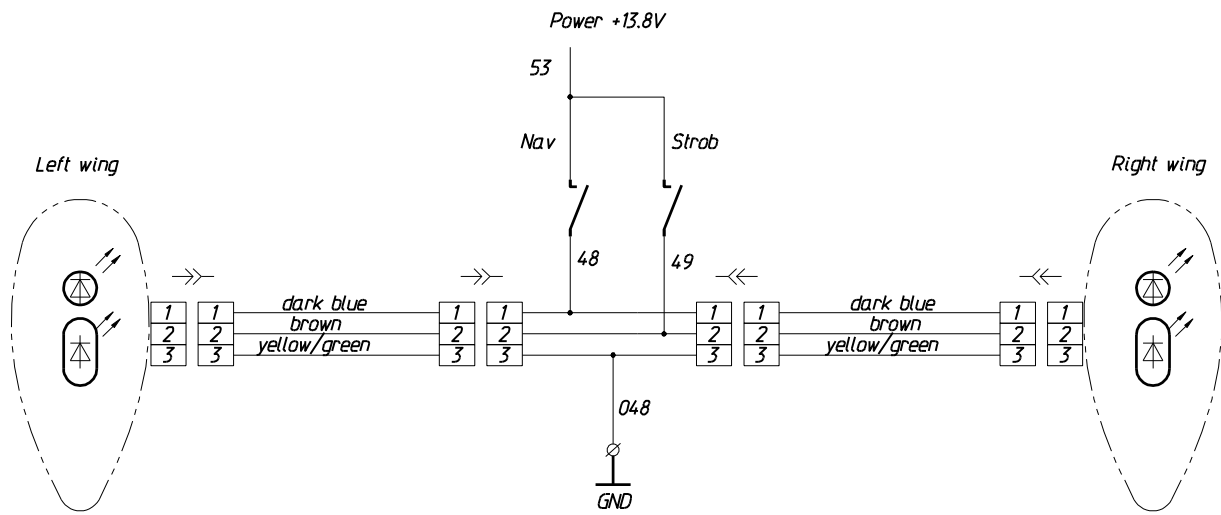 Power +13.8V
53
Nav
Strob
Left wing
Right wing
48
49
1 1 dark blue 1 1 1 1 dark blue 1 1
2 2 brown 2 2 2 2 brown 2 2
3 3 yellow/green 3 3 3 3 yellow/green 3 3
048
GND